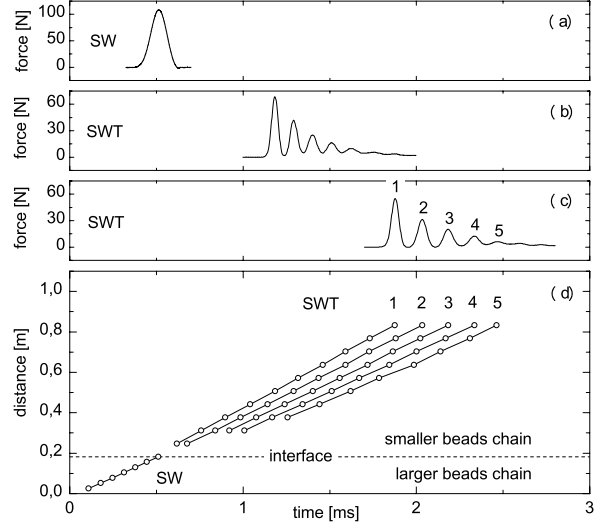 100
50
0
force [N]
SW
( a )
60
30
0
force [N]
SWT
( b )
60
30
0
force [N]
SWT
1
2
3
4
5
( c )
1,0
0,8
0,6
0,4
0,2
0,0
distance [m]
SWT
1 2 3 4 5
( d )
smaller beads chain
interface
SW
larger beads chain
0 1 2 3
time [ms]